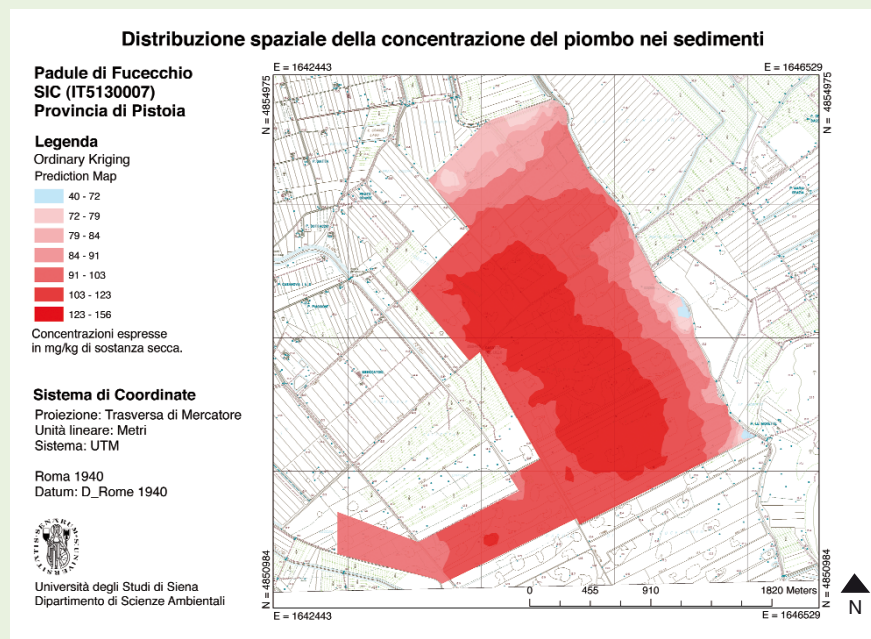 Distribuzione spaziale della concentrazione del piombo nei sedimenti
Padule di Fucecchio
SIC (IT5130007)
Provincia di Pistoia
Legenda
Ordinary Kriging
Prediction Map
40 - 72
72 - 79
79 - 84
84 - 91
91 - 103
103 - 123
123 - 156
Concentrazioni espresse
in mg/kg di sostanza secca.
Sistema di Coordinate
Proiezione: Trasversa di Mercatore
Unità lineare: Metri
Sistema: UTM
Roma 1940
Datum: D_Rome 1940
Università degli Studi di Siena
Dipartimento di Scienze Ambientali
E = 1642443
E = 1646529
N = 4854975
N = 4854975
N = 4850984
N = 4850984
0 455 910 1820 Meters
E = 1642443
E = 1646529
N